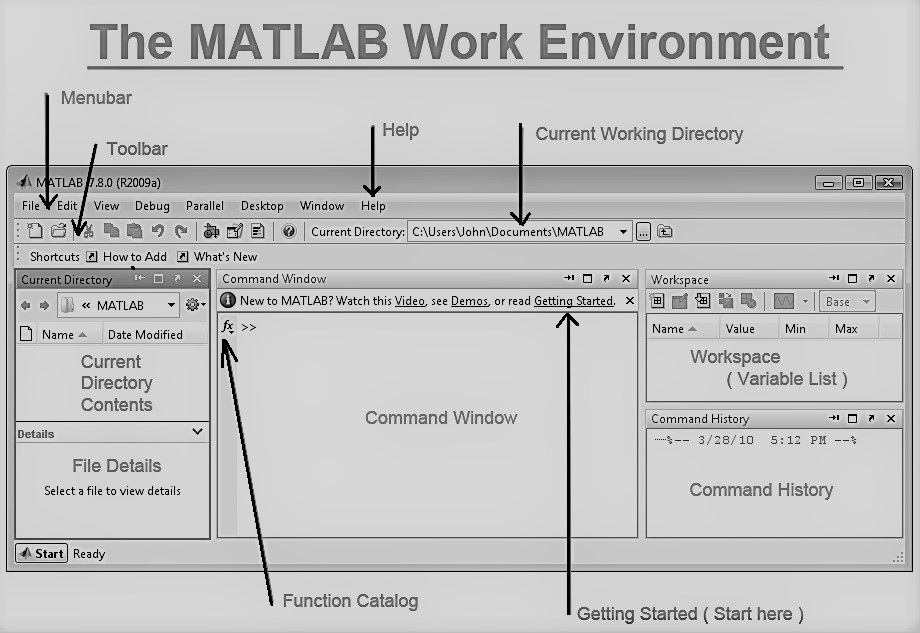 The MATLAB Work Environment
Menubar
Toolbar
Help
Current Working Directory
MATLAB 7.8.0 (R2009a)
File Edit View Debug Parallel Desktop Window Help
Current Directory: C:\Users\John\Documents\MATLAB ...
Shortcuts How to Add What's New
Current Directory
« MATLAB
Name Date Modified
Current
Directory
Contents
Details
File Details
Select a file to view details
Command Window
New to MATLAB? Watch this Video, see Demos, or read Getting Started.
fx >>
Command Window
Workspace
Base
Name Value Min Max
Workspace
( Variable List )
Command History
%-- 3/28/10 5:12 PM --%
Command History
Start Ready
Function Catalog
Getting Started ( Start here )